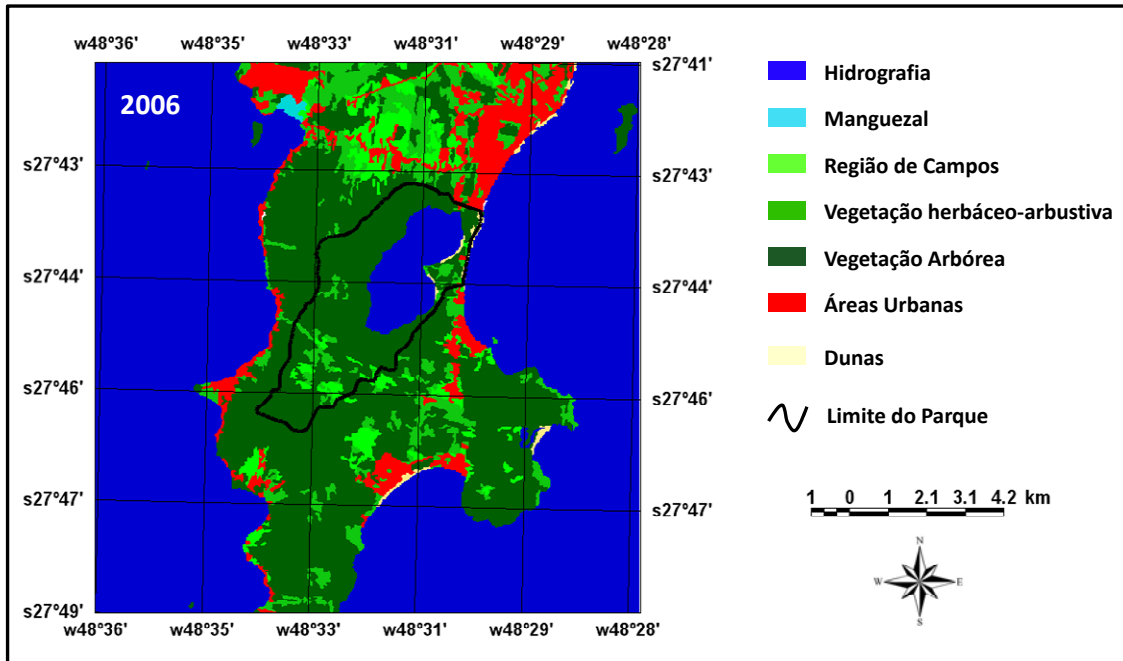 w48°36' w48°35' w48°33' w48°31' w48°29' w48°28'
s27°41'
2006
s27°43' s27°43'
s27°44' s27°44'
s27°46' s27°46'
s27°47' s27°47'
s27°49'
w48°36' w48°35' w48°33' w48°31' w48°29' w48°28'
Hidrografia
Manguezal
Região de Campos
Vegetação herbáceo-arbustiva
Vegetação Arbórea
Áreas Urbanas
Dunas
Limite do Parque
1 0 1 2.1 3.1 4.2 km
N
W E
S